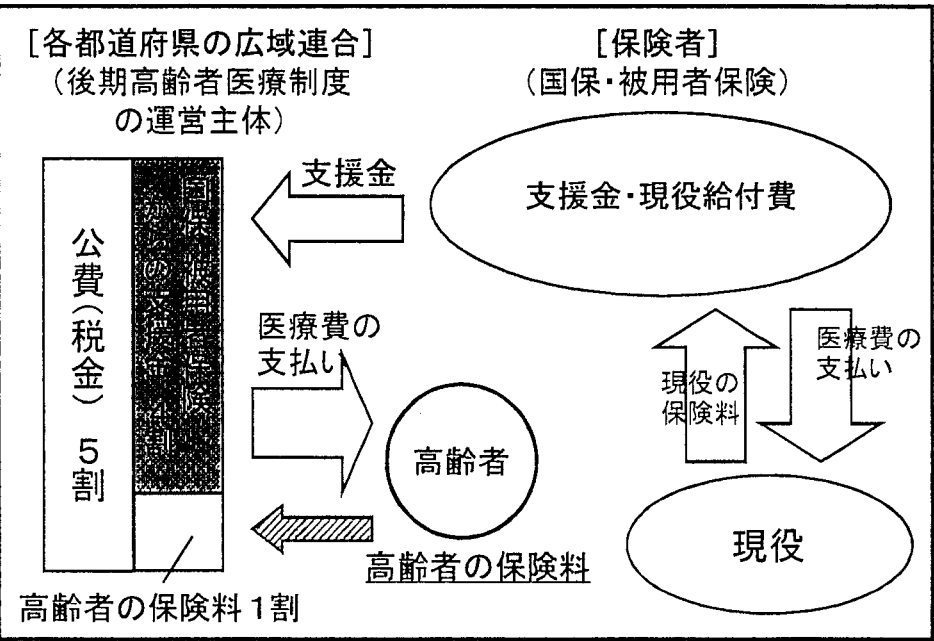 [各都道府県の広域連合]
(後期高齢者医療制度
の運営主体)
[保険者]
(国保・被用者保険)
支援金
支援金・現役給付費
公費(税金) 5割
医療費の
支払い
高齢者
高齢者の保険料
高齢者の保険料1割
現役の
保険料
医療費の
支払い
現役